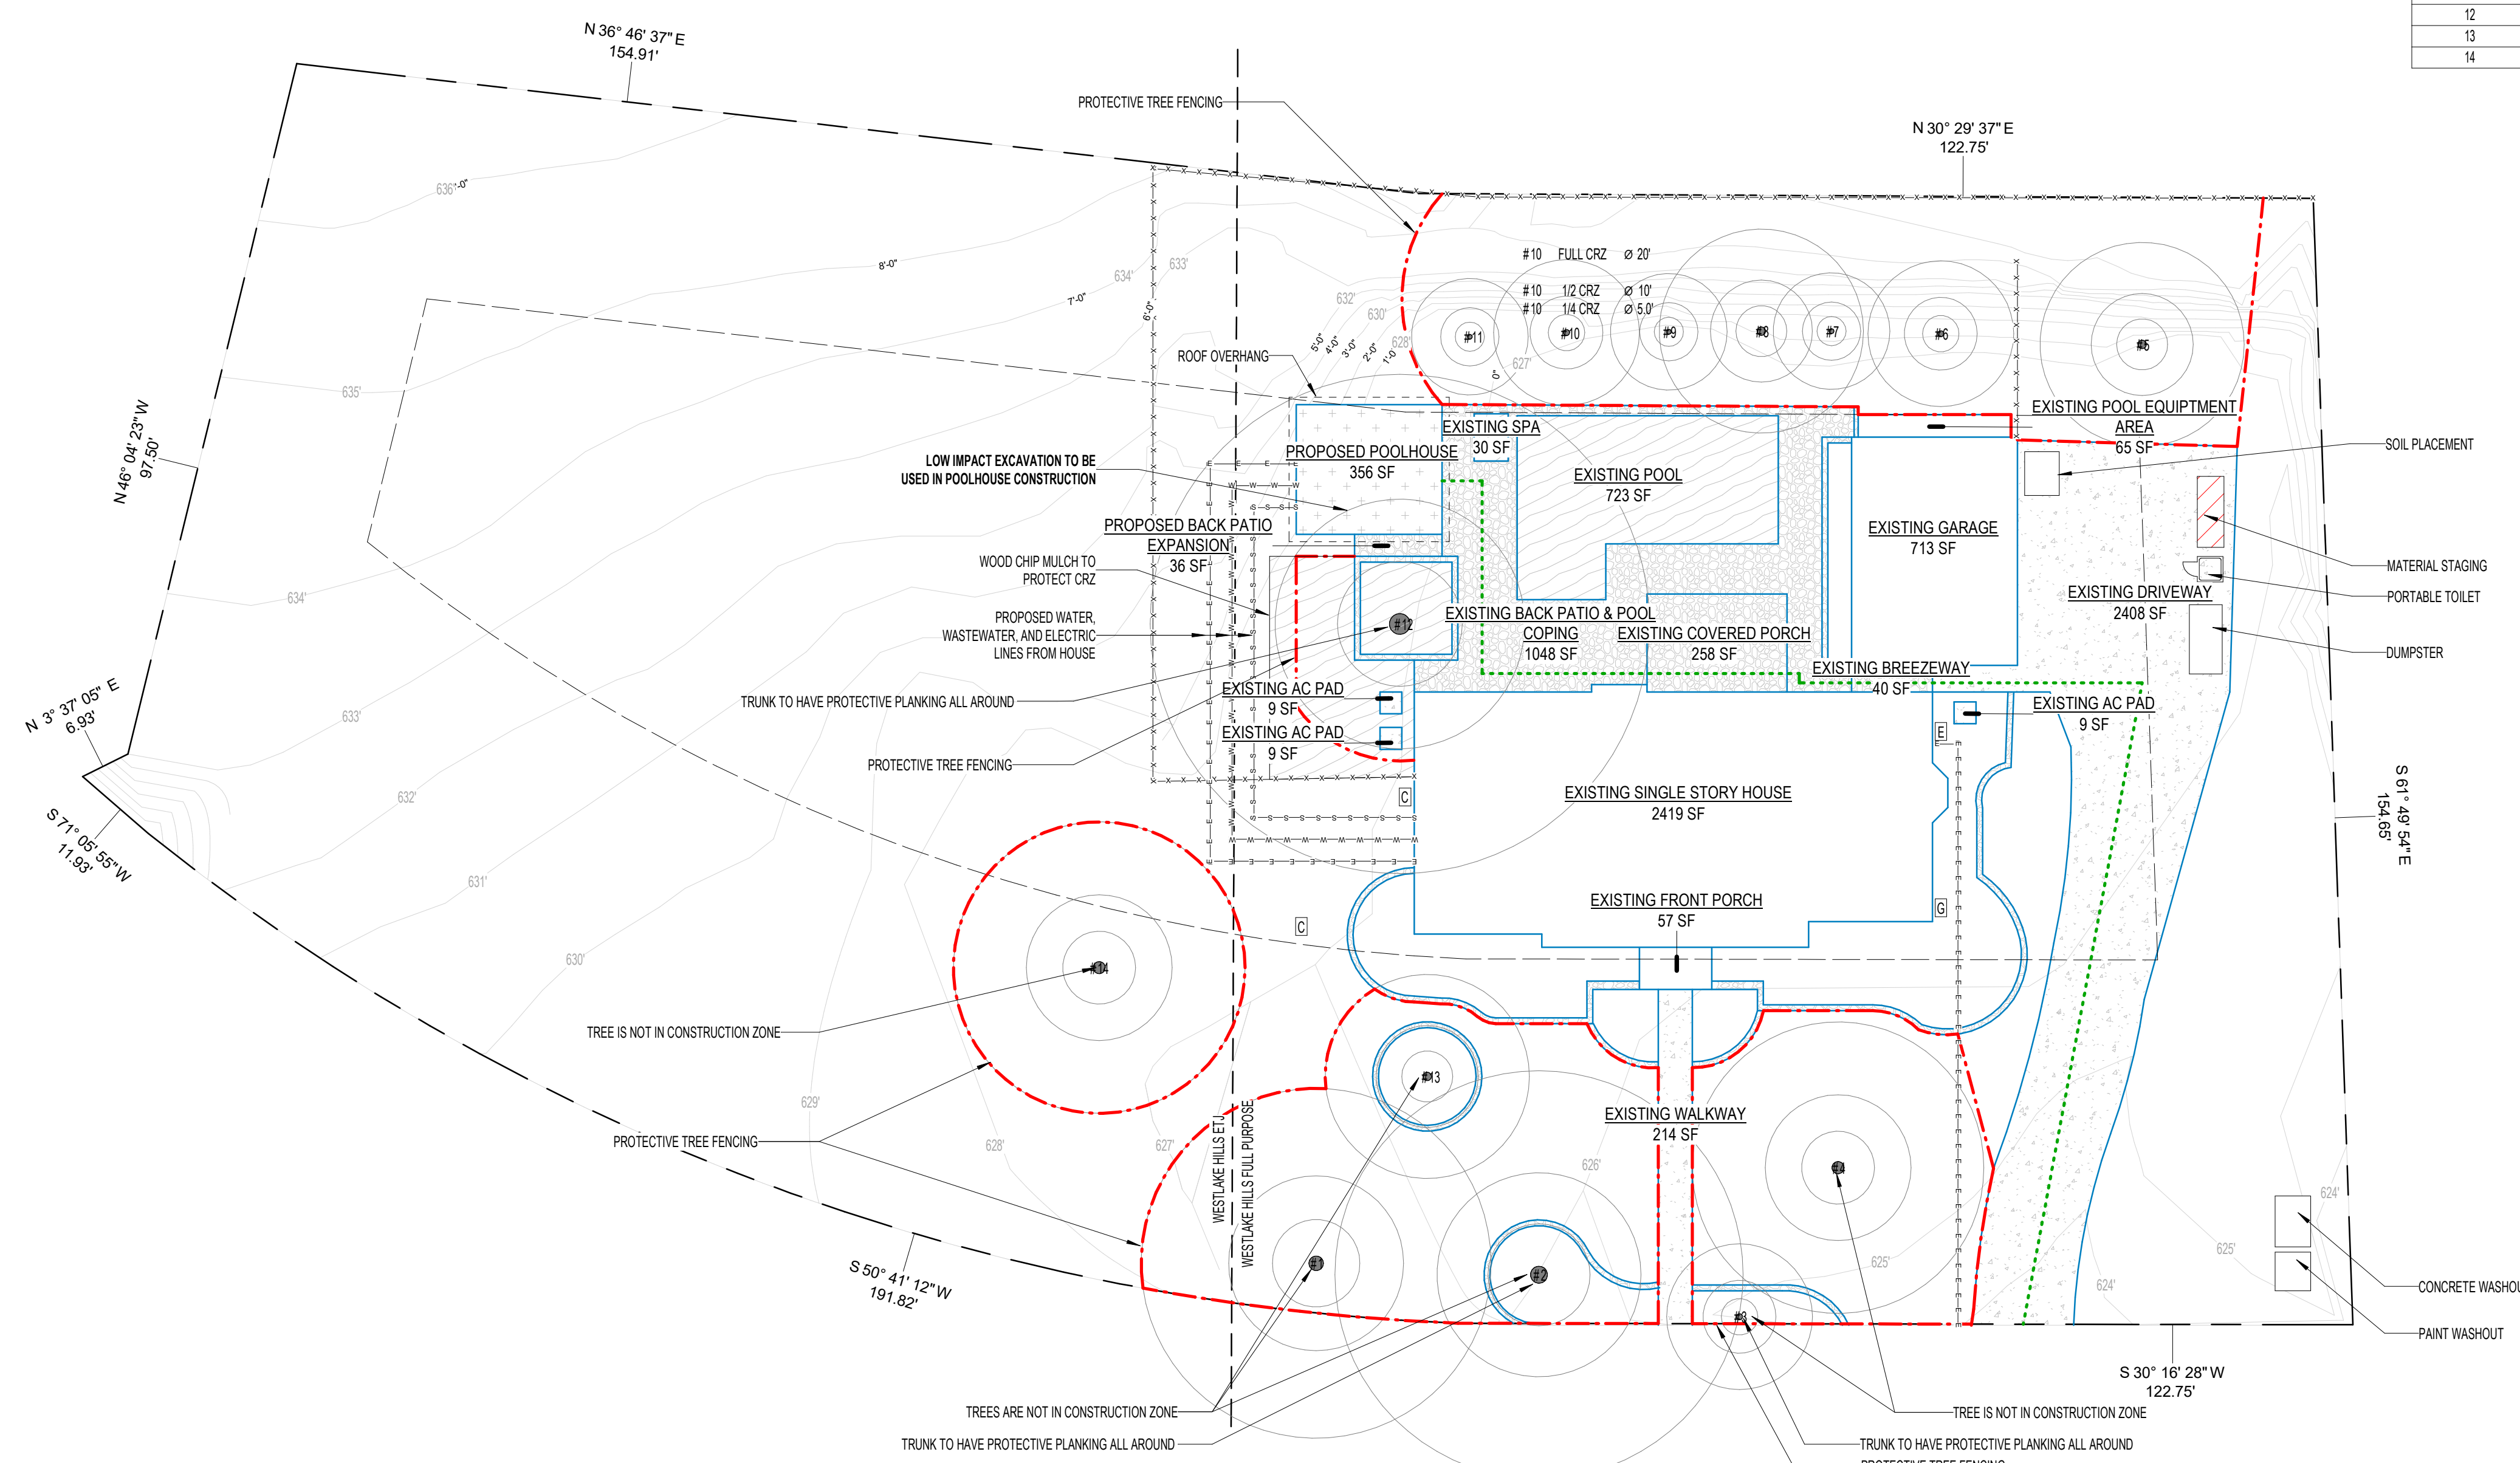 12
13
14
N 36° 46' 37" E
154.91'
PROTECTIVE TREE FENCING
N 30° 29' 37" E
122.75'
636'
-0"
8'-0"
7'-0"
6'-0"
634'
633'
632'
630'
628'
627'
5'-0"
4'-0"
3'-0"
2'-0"
1'-0
0"
#10 FULL CRZ Ø 20'
#10 1/2 CRZ Ø 10'
#10 1/4 CRZ Ø 5.0'
#11
#10
#9
#8
#7
#6
#5
ROOF OVERHANG
635'
N 46° 04' 23" W
97.50'
EXISTING POOL EQUIPTMENT
AREA
65 SF
SOIL PLACEMENT
EXISTING SPA
30 SF
PROPOSED POOLHOUSE
356 SF
LOW IMPACT EXCAVATION TO BE
USED IN POOLHOUSE CONSTRUCTION
EXISTING POOL
723 SF
EXISTING GARAGE
713 SF
PROPOSED BACK PATIO
EXPANSION
36 SF
WOOD CHIP MULCH TO
PROTECT CRZ
MATERIAL STAGING
EXISTING DRIVEWAY
2408 SF
PORTABLE TOILET
634'
PROPOSED WATER,
WASTEWATER, AND ELECTRIC
LINES FROM HOUSE
#12
EXISTING BACK PATIO & POOL
COPING
1048 SF
EXISTING COVERED PORCH
258 SF
DUMPSTER
EXISTING BREEZEWAY
40 SF
TRUNK TO HAVE PROTECTIVE PLANKING ALL AROUND
EXISTING AC PAD
9 SF
EXISTING AC PAD
9 SF
EXISTING AC PAD
9 SF
E
N 3° 37' 05" E
6.93'
633'
PROTECTIVE TREE FENCING
632'
C
EXISTING SINGLE STORY HOUSE
2419 SF
S 61° 49' 54" E
154.65'
S 71° 05' 55" W
11.93'
631'
EXISTING FRONT PORCH
57 SF
G
C
630'
#14
TREE IS NOT IN CONSTRUCTION ZONE
#13
629'
628'
627'
WESTLAKE HILLS ETJ
WESTLAKE HILLS FULL PURPOSE
PROTECTIVE TREE FENCING
EXISTING WALKWAY
214 SF
626'
#4
624'
625'
625'
624'
#1
#2
#3
S 50° 41' 12" W
191.82'
CONCRETE WASHOU
PAINT WASHOUT
S 30° 16' 28" W
122.75'
TREES ARE NOT IN CONSTRUCTION ZONE
TREE IS NOT IN CONSTRUCTION ZONE
TRUNK TO HAVE PROTECTIVE PLANKING ALL AROUND
TRUNK TO HAVE PROTECTIVE PLANKING ALL AROUND
PROTECTIVE TREE FENCING